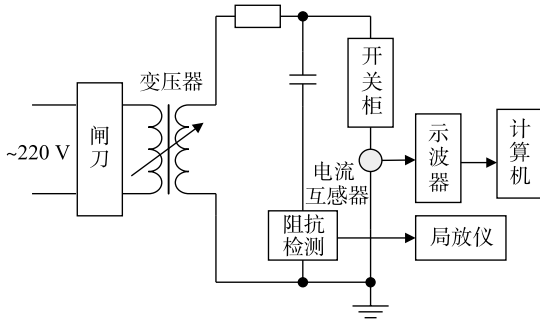 变压器
开
关
柜
~220 V
闸
刀
电流
互感器
示
波
器
计
算
机
阻抗
检测
局放仪